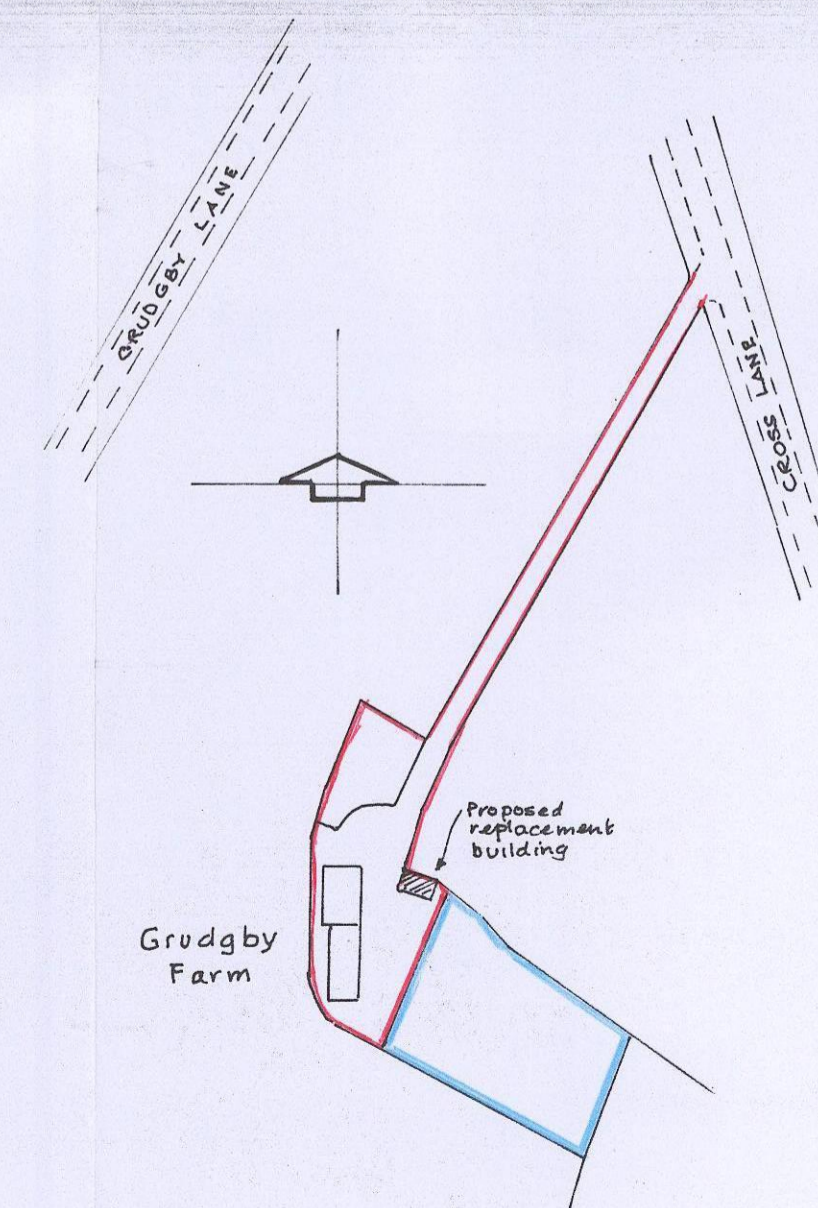 GRUDGBY LANE
CROSS LANE
Proposed
replacement
building
Grudgby
Farm